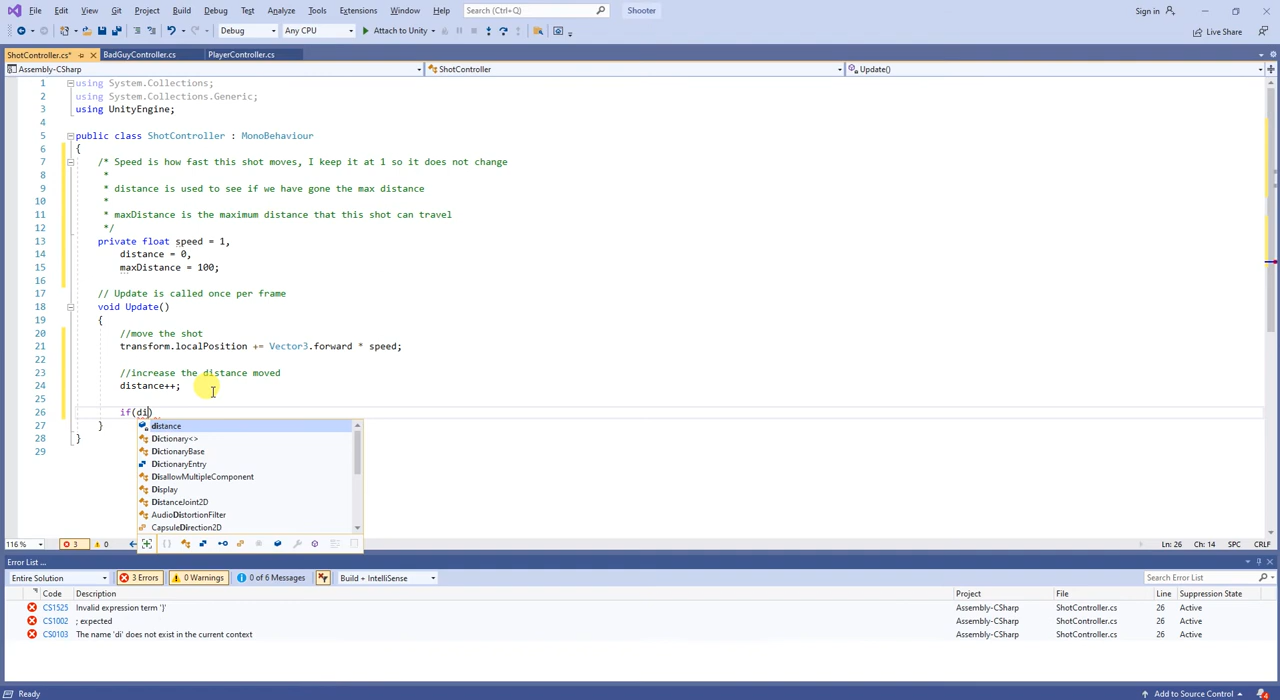 File Edit View Git Project Build Debug Test Analyze Tools Extensions Window Help Search (Ctrl+Q) Shooter Sign in
Debug Any CPU Attach to Unity Live Share
ShotController.cs* BadGuyController.cs PlayerController.cs
Assembly-CSharp ShotController Update()
1 using System.Collections;
2 using System.Collections.Generic;
3 using UnityEngine;
4
5 public class ShotController : MonoBehaviour
6 {
7 /* Speed is how fast this shot moves, I keep it at 1 so it does not change
8 *
9 * distance is used to see if we have gone the max distance
10 *
11 * maxDistance is the maximum distance that this shot can travel
12 */
13 private float speed = 1,
14 distance = 0,
15 maxDistance = 100;
16
17 // Update is called once per frame
18 void Update()
19 {
20 //move the shot
21 transform.localPosition += Vector3.forward * speed;
22
23 //increase the distance moved
24 distance++;
25
26 if(di)
distance
27 }
Dictionary<>
28 }
DictionaryBase
29
DictionaryEntry
DisallowMultipleComponent
Display
DistanceJoint2D
AudioDistortionFilter
CapsuleDirection2D
116 % 3 0 Ln: 26 Ch: 14 SPC CRLF
Error List ...
Entire Solution 3 Errors 0 Warnings 0 of 6 Messages Build + IntelliSense Search Error List
Code Description Project File Line Suppression State
CS1525 Invalid expression term '}' Assembly-CSharp ShotController.cs 26 Active
CS1002 ; expected Assembly-CSharp ShotController.cs 26 Active
CS0103 The name 'di' does not exist in the current context Assembly-CSharp ShotController.cs 26 Active
Ready Add to Source Control 4